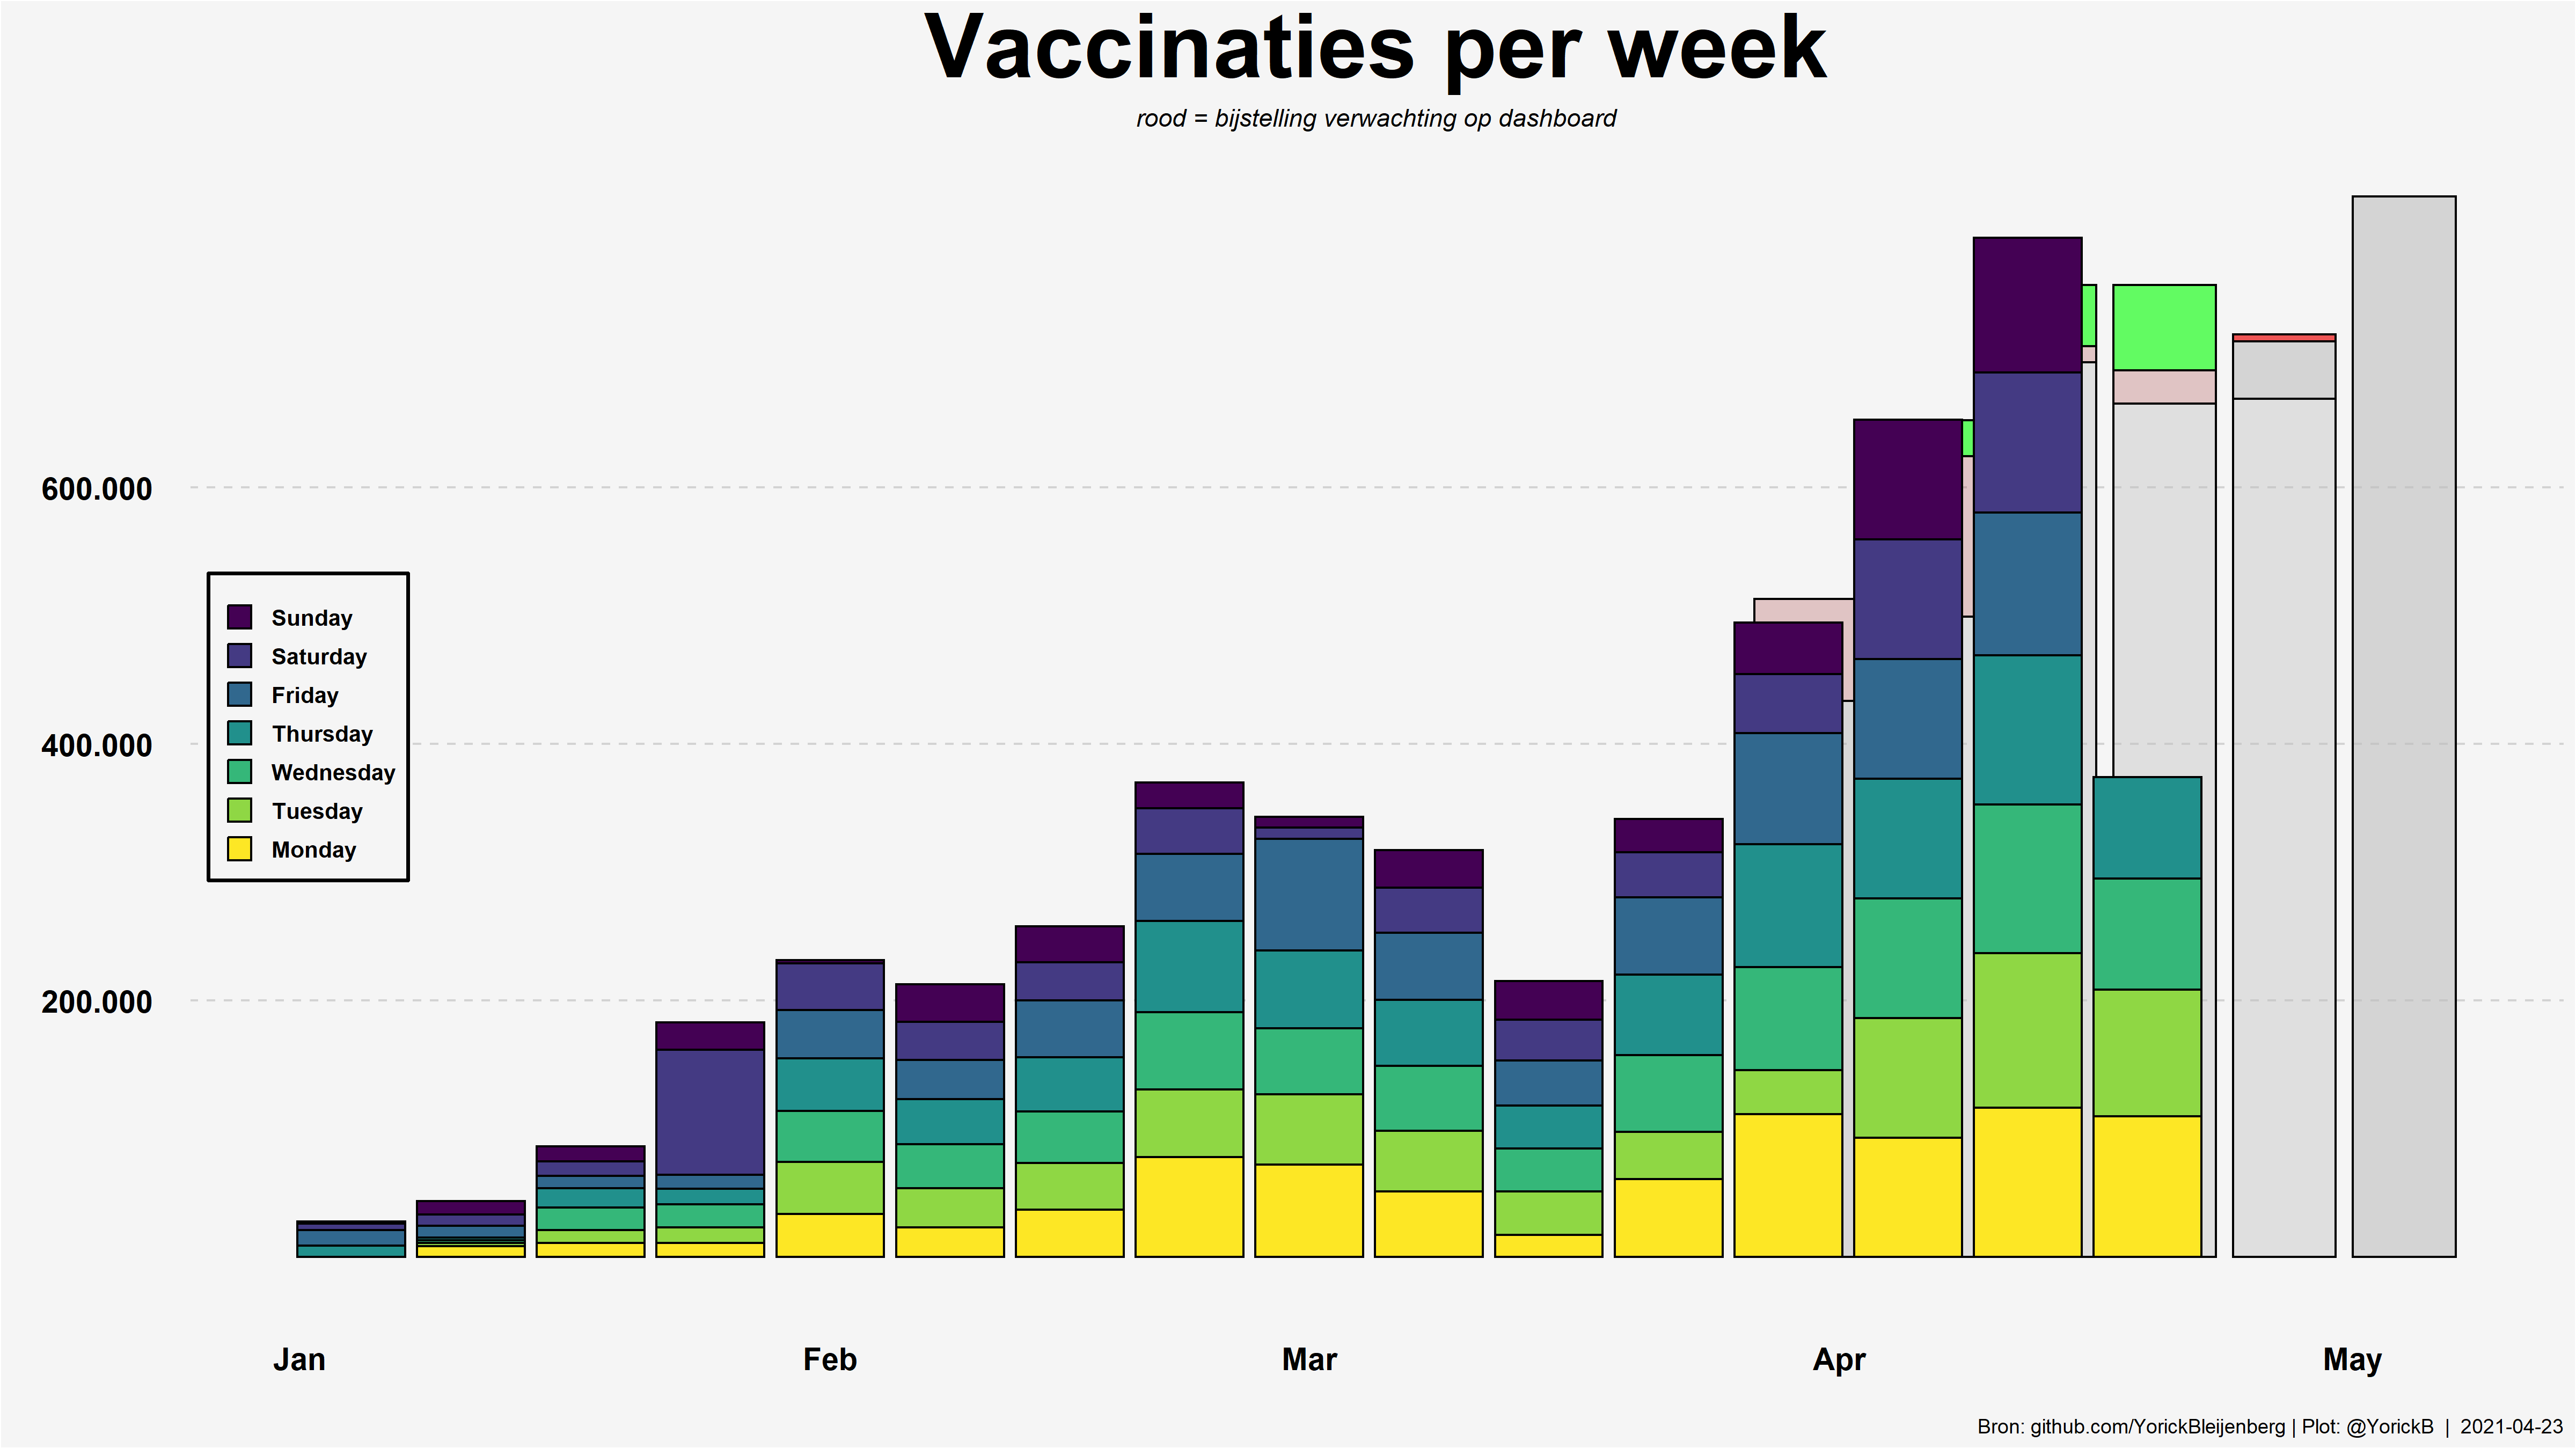 Vaccinaties per week
rood = bijstelling verwachting op dashboard
600.000
400.000
200.000
Sunday
Saturday
Friday
Thursday
Wednesday
Tuesday
Monday
Jan Feb Mar Apr May
Bron: github.com/YorickBleijenberg | Plot: @YorickB | 2021-04-23